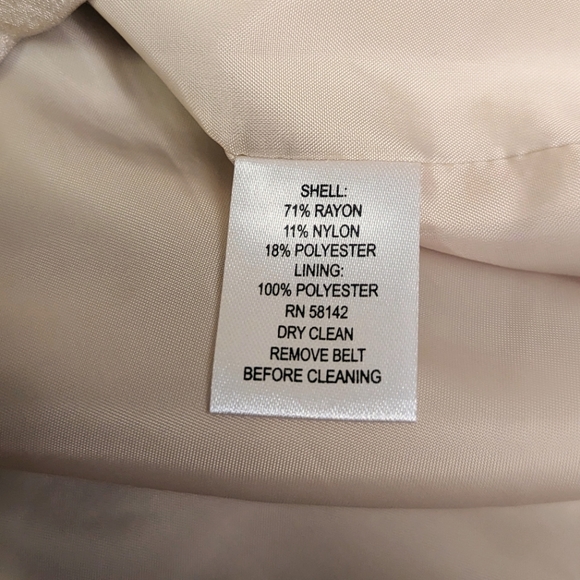 SHELL:
71% RAYON
11% NYLON
18% POLYESTER
LINING:
100% POLYESTER
RN 58142
DRY CLEAN
REMOVE BELT
BEFORE CLEANING